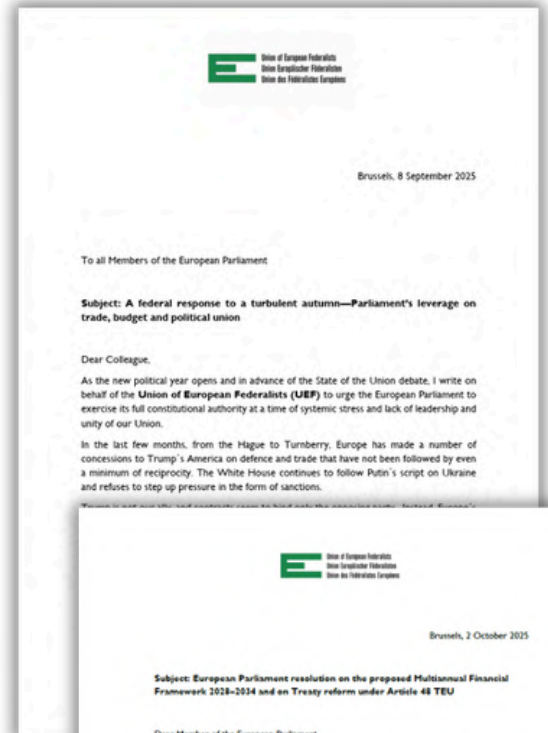 Union of European Federalists
Union Europäischer Föderalisten
Union des Fédéralistes Européens
Brussels, 8 September 2025
To all Members of the European Parliament
Subject: A federal response to a turbulent autumn—Parliament's leverage on
trade, budget and political union
Dear Colleague,
As the new political year opens and in advance of the State of the Union debate, I write on
behalf of the Union of European Federalists (UEF) to urge the European Parliament to
exercise its full constitutional authority at a time of systemic stress and lack of leadership and
unity of our Union.
In the last few months, from the Hague to Turnberry, Europe has made a number of
concessions to Trump´s America on defence and trade that have not been followed by even
a minimum of reciprocity. The White House continues to follow Putin´s script on Ukraine
and refuses to step up pressure in the form of sanctions.
Union of European Federalists
Union Europäischer Föderalisten
Union des Fédéralistes Européens
Brussels, 2 October 2025
Subject: European Parliament resolution on the proposed Multiannual Financial
Framework 2028–2034 and on Treaty reform under Article 48 TEU